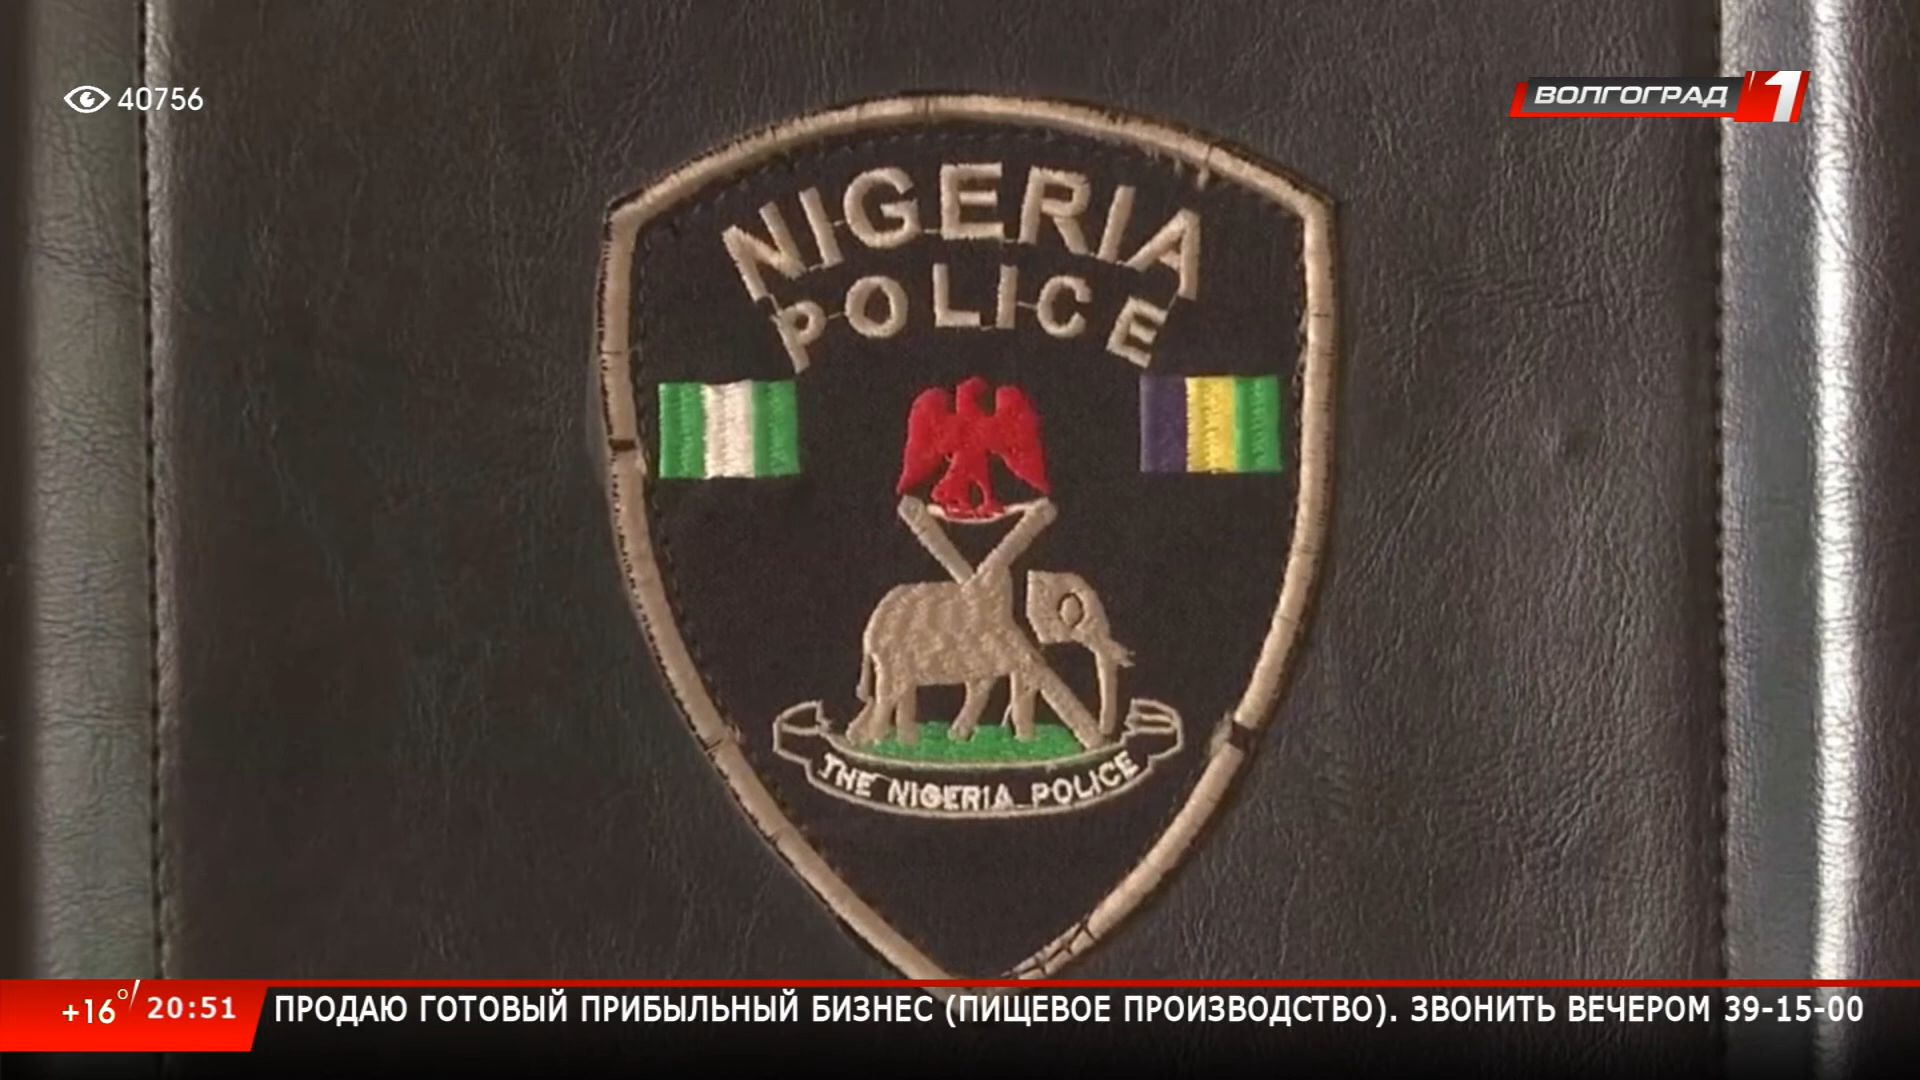 40756
ВОЛГОГРАД 1
NIGERIA
POLICE
THE NIGERIA POLICE
+16° 20:51
ПРОДАЮ ГОТОВЫЙ ПРИБЫЛЬНЫЙ БИЗНЕС (ПИЩЕВОЕ ПРОИЗВОДСТВО). ЗВОНИТЬ ВЕЧЕРОМ 39-15-00